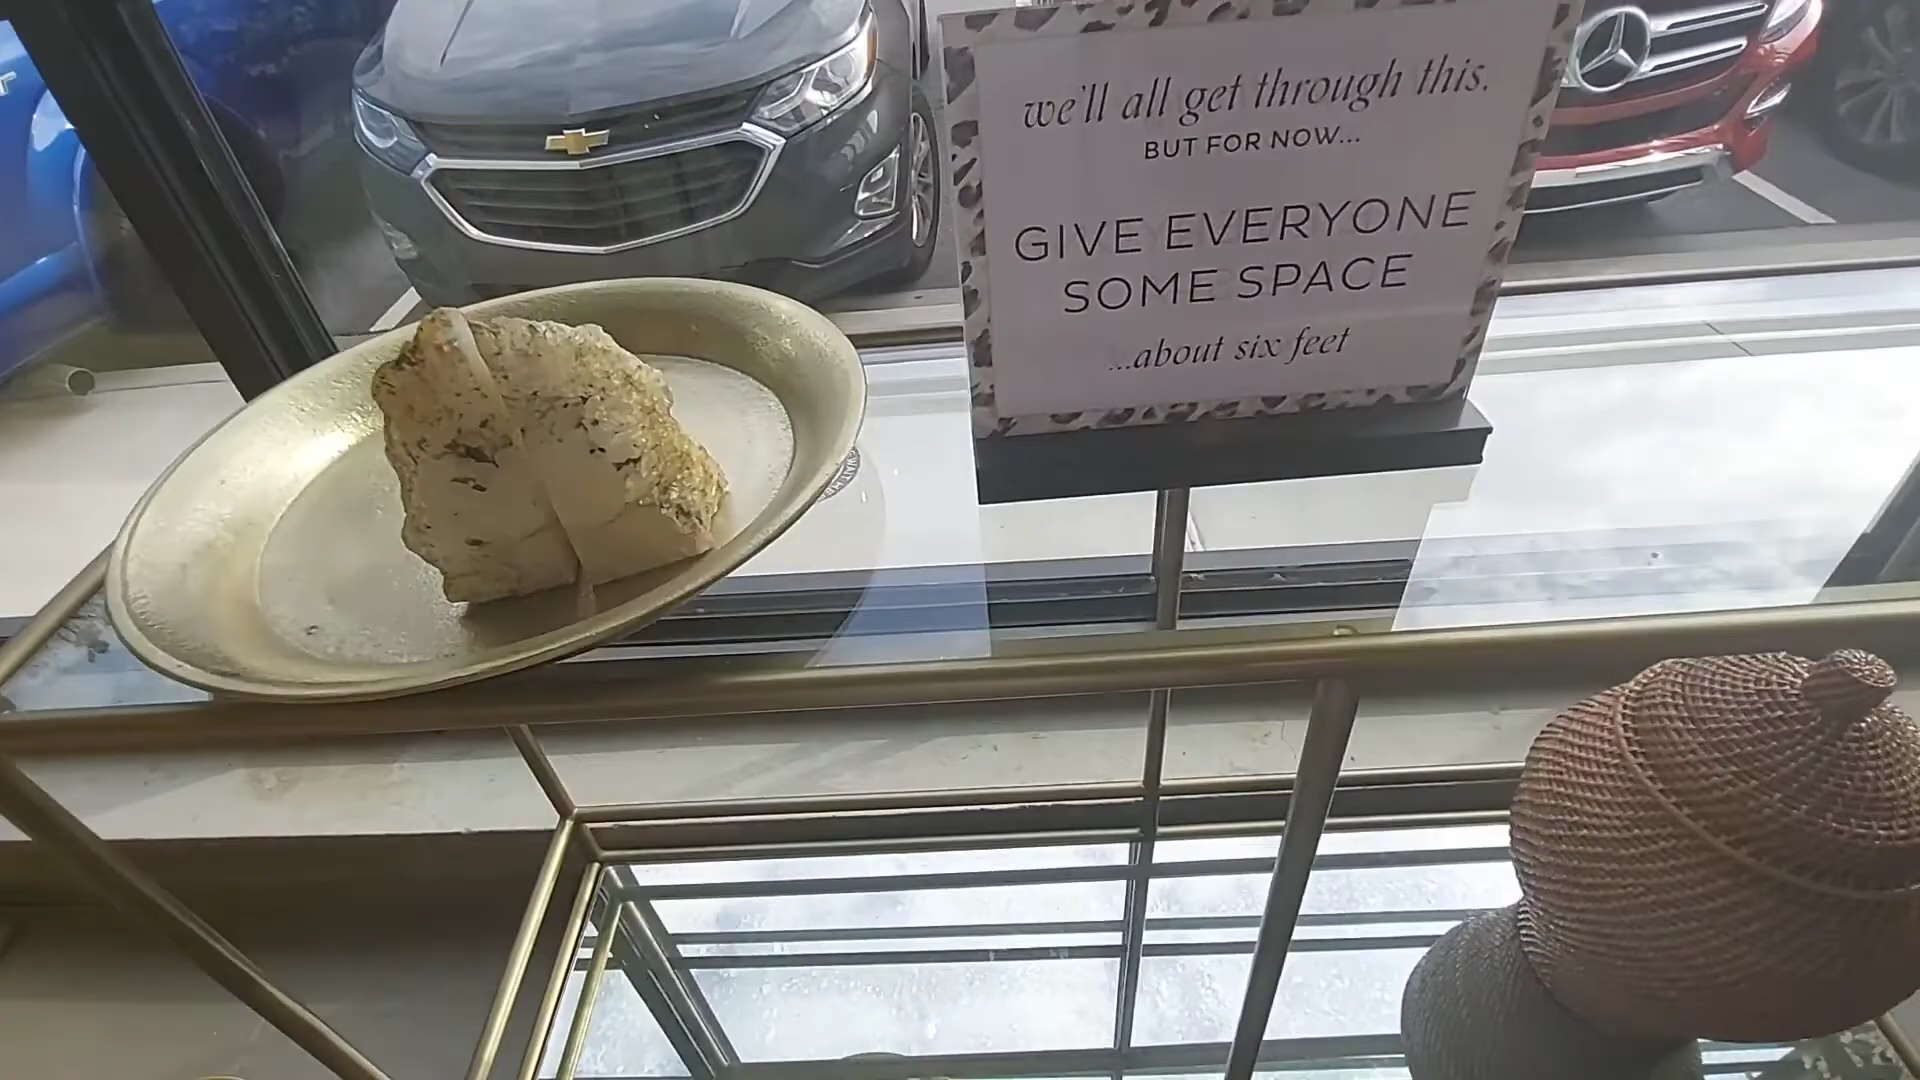 we'll all get through this.
BUT FOR NOW...
GIVE EVERYONE
SOME SPACE
...about six feet